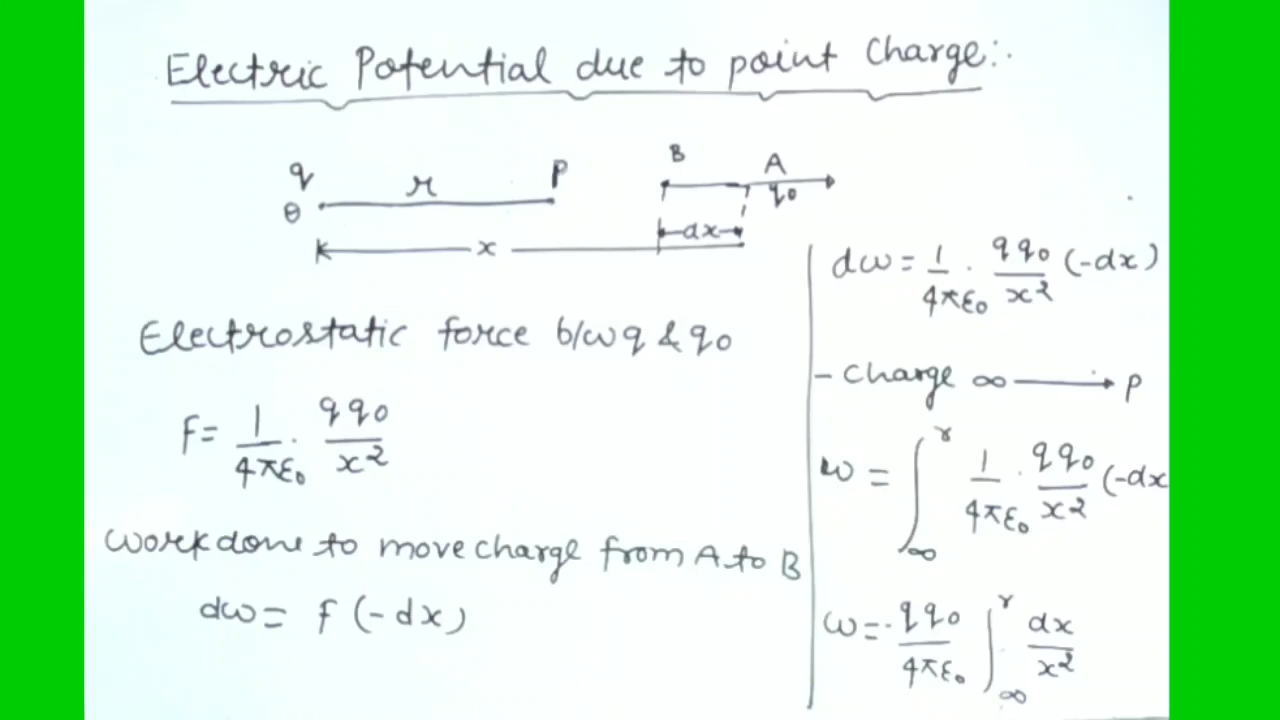 Electric Potential due to point Charge:.
q r P B A
θ q₀
x dx
Electrostatic force b/w q & q₀
F = 1/4πε₀ . qq₀/x²
Work done to move charge from A to B
dw = F (-dx)
dw = 1/4πε₀ . qq₀/x² (-dx)
- Charge ∞ ⟶ P
w = ∫_∞^r 1/4πε₀ . qq₀/x² (-dx
w = - qq₀/4πε₀ ∫_∞^r dx/x²